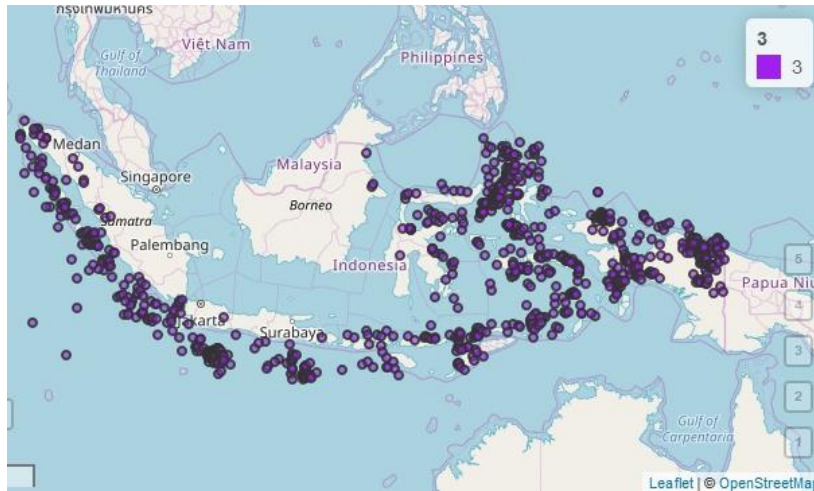 กรุงเทพมหานคร
Việt Nam
Gulf of
Thailand
Philippines
3
3
Medan
Malaysia
Singapore
Borneo
Sumatra
Palembang
Indonesia
5
Papua Niu
4
Jakarta
Surabaya
3
2
Gulf of
Carpentaria
1
Leaflet | © OpenStreetMap